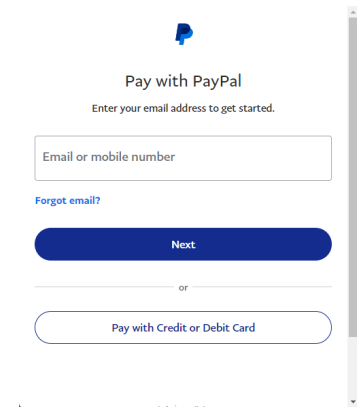 Pay with PayPal
Enter your email address to get started.
Email or mobile number
Forgot email?
Next
or
Pay with Credit or Debit Card